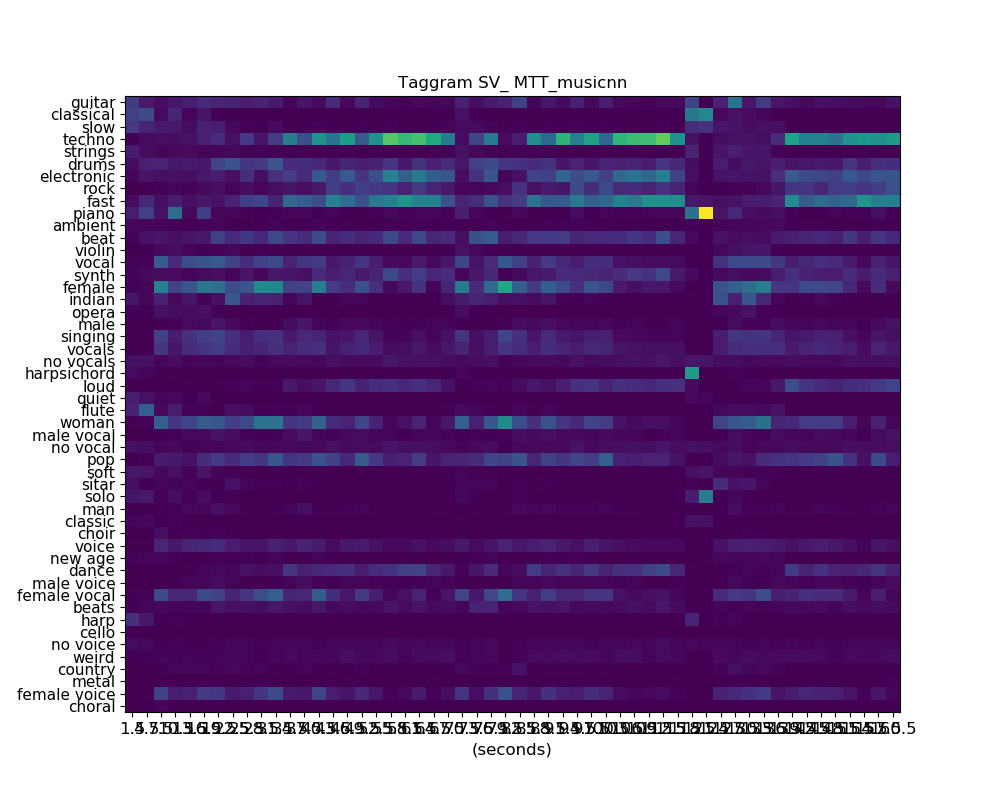 Taggram SV_ MTT_musicnn
guitar
classical
slow
techno
strings
drums
electronic
rock
fast
piano
ambient
beat
violin
vocal
synth
female
indian
opera
male
singing
vocals
no vocals
harpsichord
loud
quiet
flute
woman
male vocal
no vocal
pop
soft
sitar
solo
man
classic
choir
voice
new age
dance
male voice
female vocal
beats
harp
cello
no voice
weird
country
metal
female voice
choral
(seconds)